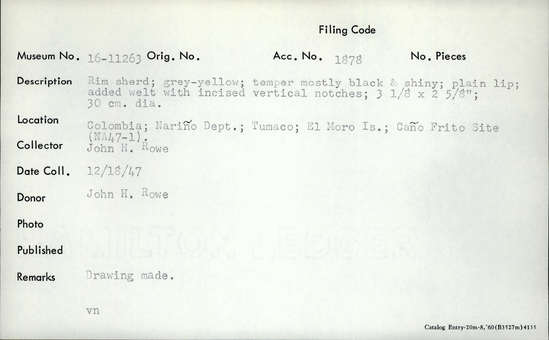 Filing Code
Museum No. 16-11263 Orig. No. Acc. No. 1878 No. Pieces
Description Rim sherd; grey-yellow; temper mostly black & shiny; plain lip;
added welt with incised vertical notches; 3 1/8 x 2 5/8";
30 cm. dia.
Location Colombia; Nariño Dept.; Tumaco; El Moro Is.; Caño Frito Site
(NA47-1).
Collector John H. Rowe
Date Coll. 12/18/47
Donor John H. Rowe
Photo
Published
Remarks Drawing made.
vn
Catalog Entry-20m-8,'60(B3527m)4135